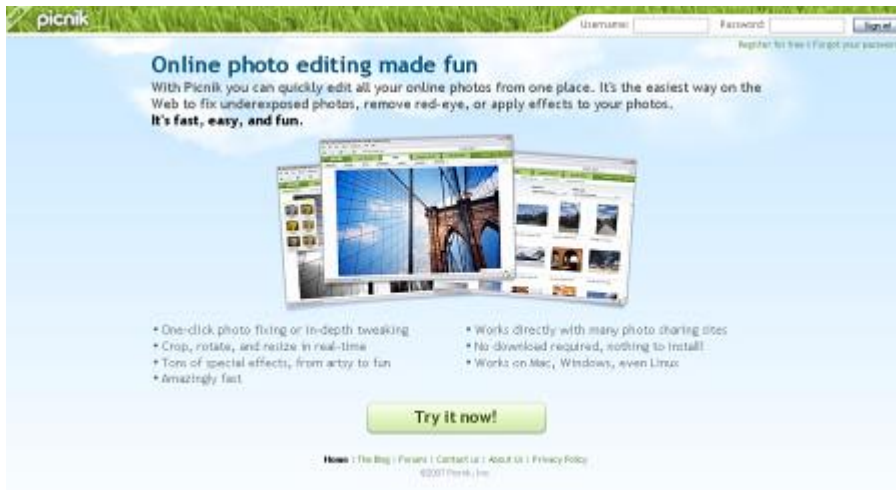 picnik
Username:
Password:
Sign in!
Register for free | Forgot your password
Online photo editing made fun
With Picnik you can quickly edit all your online photos from one place. It's the easiest way on the
Web to fix underexposed photos, remove red-eye, or apply effects to your photos.
It's fast, easy, and fun.
• One-click photo fixing or in-depth tweaking
• Crop, rotate, and resize in real-time
• Tons of special effects, from artsy to fun
• Amazingly fast
• Works directly with many photo sharing sites
• No download required, nothing to install
• Works on Mac, Windows, even Linux
Try it now!
Home | The Blog | Forums | Contact us | About Us | Privacy Policy
©2007 Picnik, Inc.